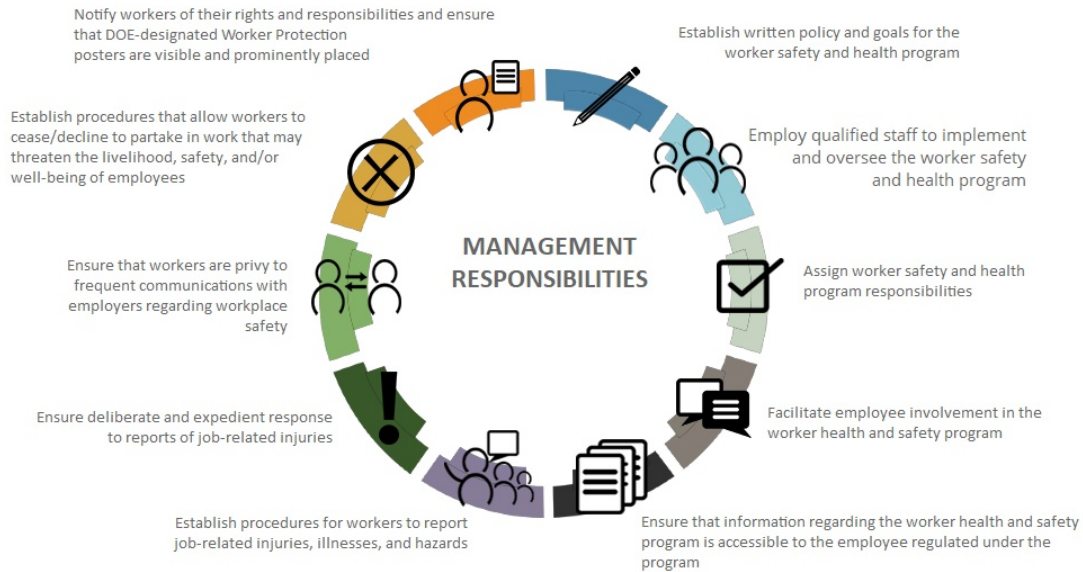 Notify workers of their rights and responsibilities and ensure
that DOE-designated Worker Protection
posters are visible and prominently placed
Establish written policy and goals for the
worker safety and health program
Establish procedures that allow workers to
cease/decline to partake in work that may
threaten the livelihood, safety, and/or
well-being of employees
Employ qualified staff to implement
and oversee the worker safety
and health program
MANAGEMENT
RESPONSIBILITIES
Ensure that workers are privy to
frequent communications with
employers regarding workplace
safety
Assign worker safety and health
program responsibilities
Ensure deliberate and expedient response
to reports of job-related injuries
Facilitate employee involvement in the
worker health and safety program
Establish procedures for workers to report
job-related injuries, illnesses, and hazards
Ensure that information regarding the worker health and safety
program is accessible to the employee regulated under the
program